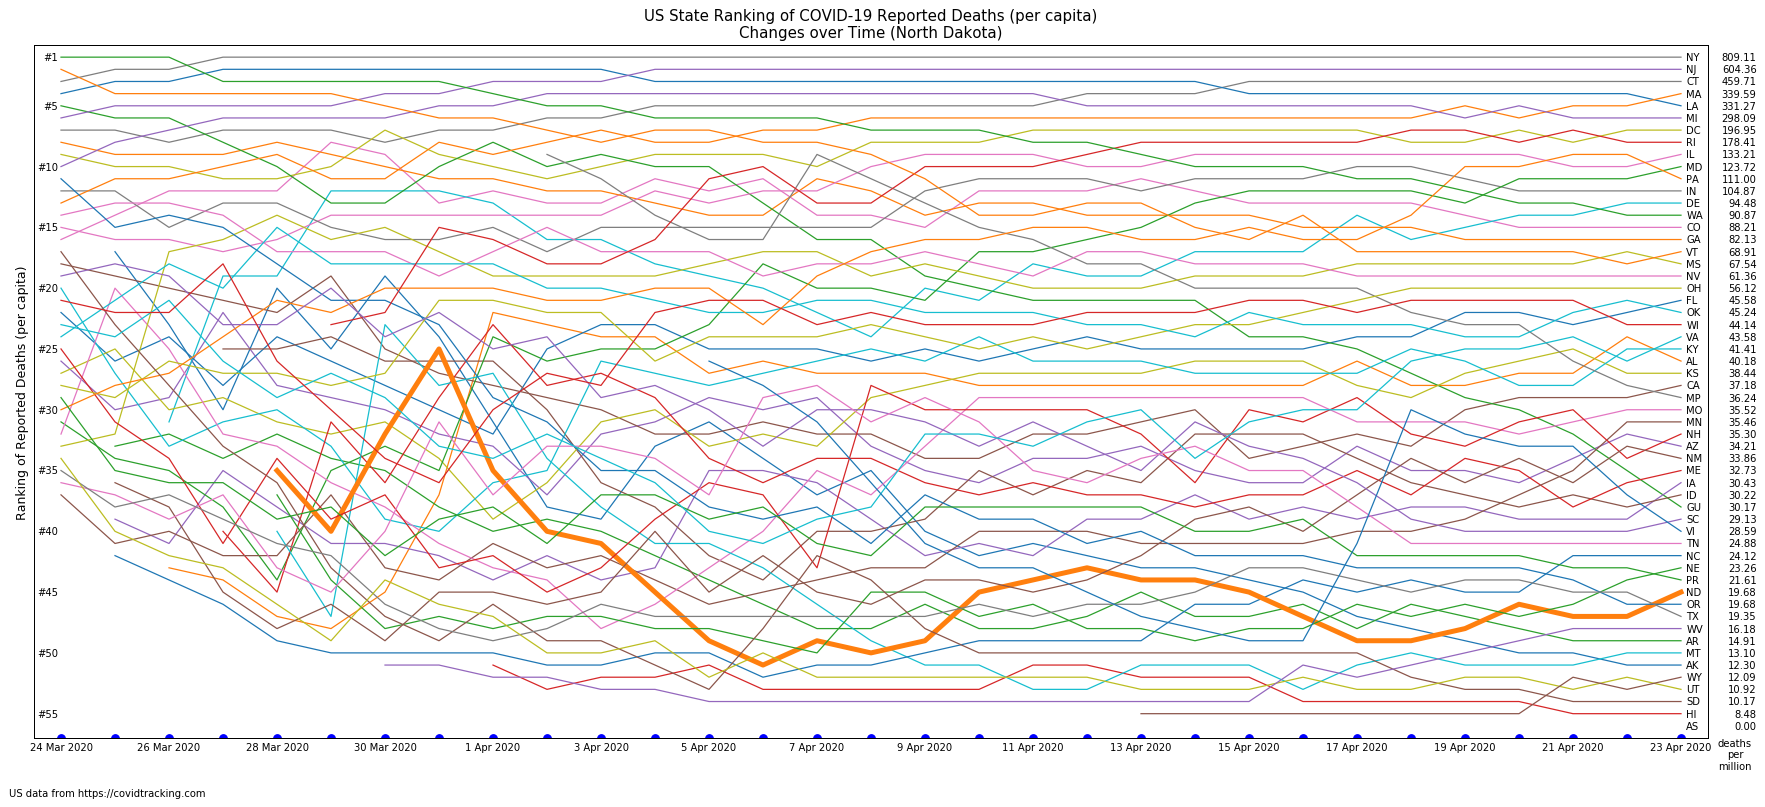 US State Ranking of COVID-19 Reported Deaths (per capita)
Changes over Time (North Dakota)
Ranking of Reported Deaths (per capita)
#1
#5
#10
#15
#20
#25
#30
#35
#40
#45
#50
#55
NY 809.11
NJ 604.36
CT 459.71
MA 339.59
LA 331.27
MI 298.09
DC 196.95
RI 178.41
IL 133.21
MD 123.72
PA 111.00
IN 104.87
DE 94.48
WA 90.87
CO 88.21
GA 82.13
VT 68.91
MS 67.54
NV 61.36
OH 56.12
FL 45.58
OK 45.24
WI 44.14
VA 43.58
KY 41.41
AL 40.18
KS 38.44
CA 37.18
MP 36.24
MO 35.52
MN 35.46
NH 35.30
AZ 34.21
NM 33.86
ME 32.73
IA 30.43
ID 30.22
GU 30.17
SC 29.13
VI 28.59
TN 24.88
NC 24.12
NE 23.26
PR 21.61
ND 19.68
OR 19.68
TX 19.35
WV 16.18
AR 14.91
MT 13.10
AK 12.30
WY 12.09
UT 10.92
SD 10.17
HI 8.48
AS 0.00
24 Mar 2020 26 Mar 2020 28 Mar 2020 30 Mar 2020 1 Apr 2020 3 Apr 2020 5 Apr 2020 7 Apr 2020 9 Apr 2020 11 Apr 2020 13 Apr 2020 15 Apr 2020 17 Apr 2020 19 Apr 2020 21 Apr 2020 23 Apr 2020
deaths
per
million
US data from https://covidtracking.com